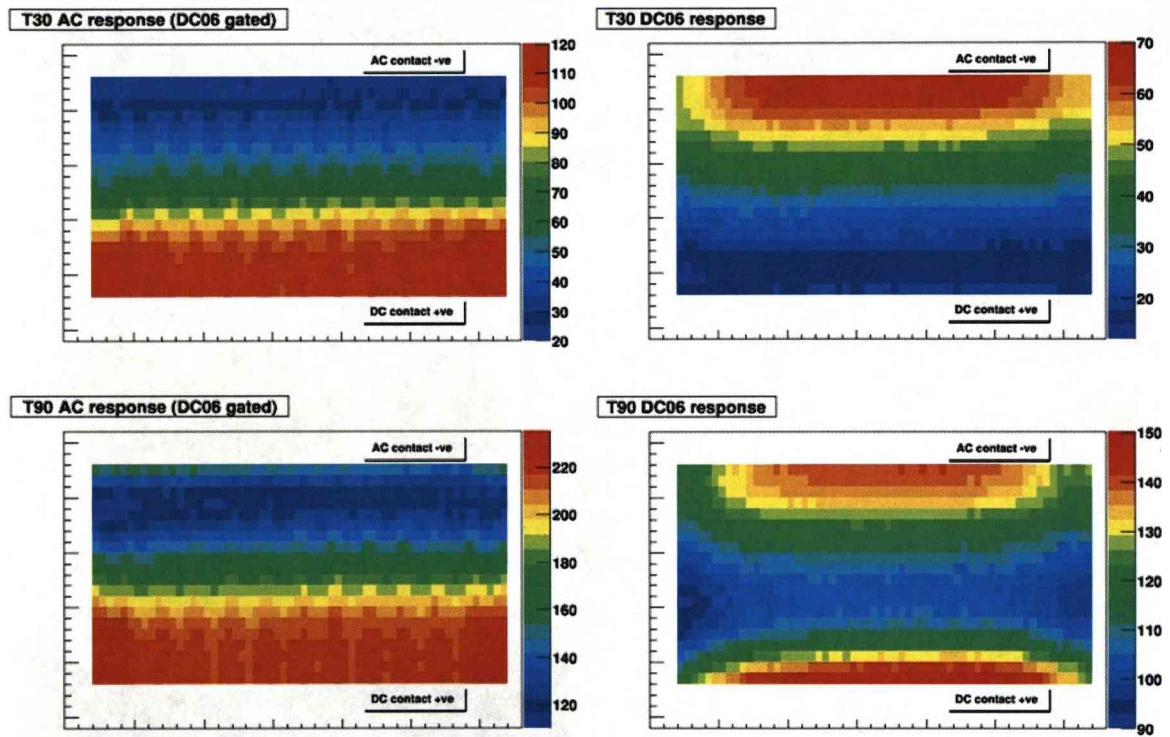 T30 AC response (DC06 gated)
AC contact -ve
120
110
100
90
80
70
60
50
40
30
20
DC contact +ve
T30 DC06 response
AC contact -ve
70
60
50
40
30
20
DC contact +ve
T90 AC response (DC06 gated)
AC contact -ve
220
200
180
160
140
120
DC contact +ve
T90 DC06 response
AC contact -ve
150
140
130
120
110
100
90
DC contact +ve